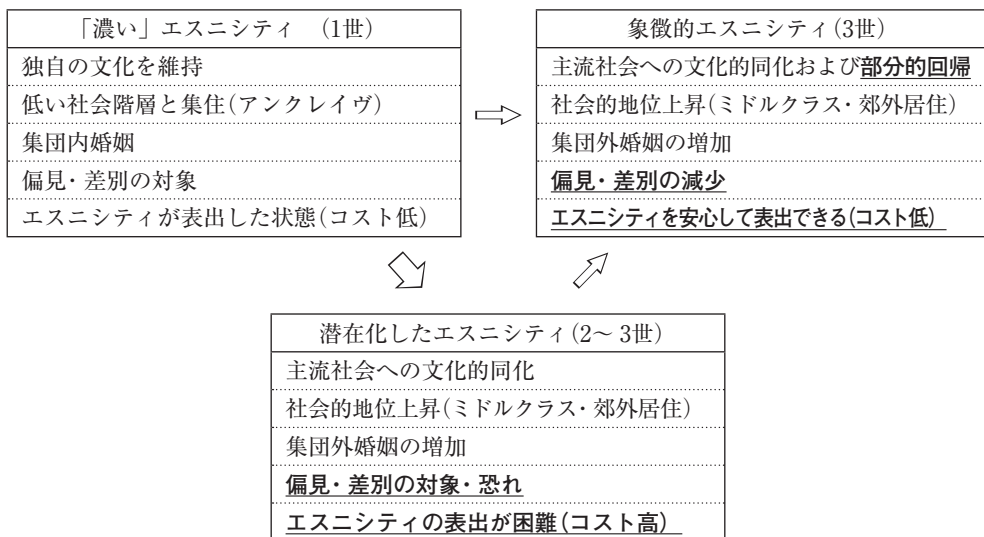 「濃い」エスニシティ （1世）
独自の文化を維持
低い社会階層と集住（アンクレイヴ）
集団内婚姻
偏見・差別の対象
エスニシティが表出した状態（コスト低）
象徴的エスニシティ（3世）
主流社会への文化的同化および部分的回帰
社会的地位上昇（ミドルクラス・郊外居住）
集団外婚姻の増加
偏見・差別の減少
エスニシティを安心して表出できる（コスト低）
潜在化したエスニシティ（2～3世）
主流社会への文化的同化
社会的地位上昇（ミドルクラス・郊外居住）
集団外婚姻の増加
偏見・差別の対象・恐れ
エスニシティの表出が困難（コスト高）